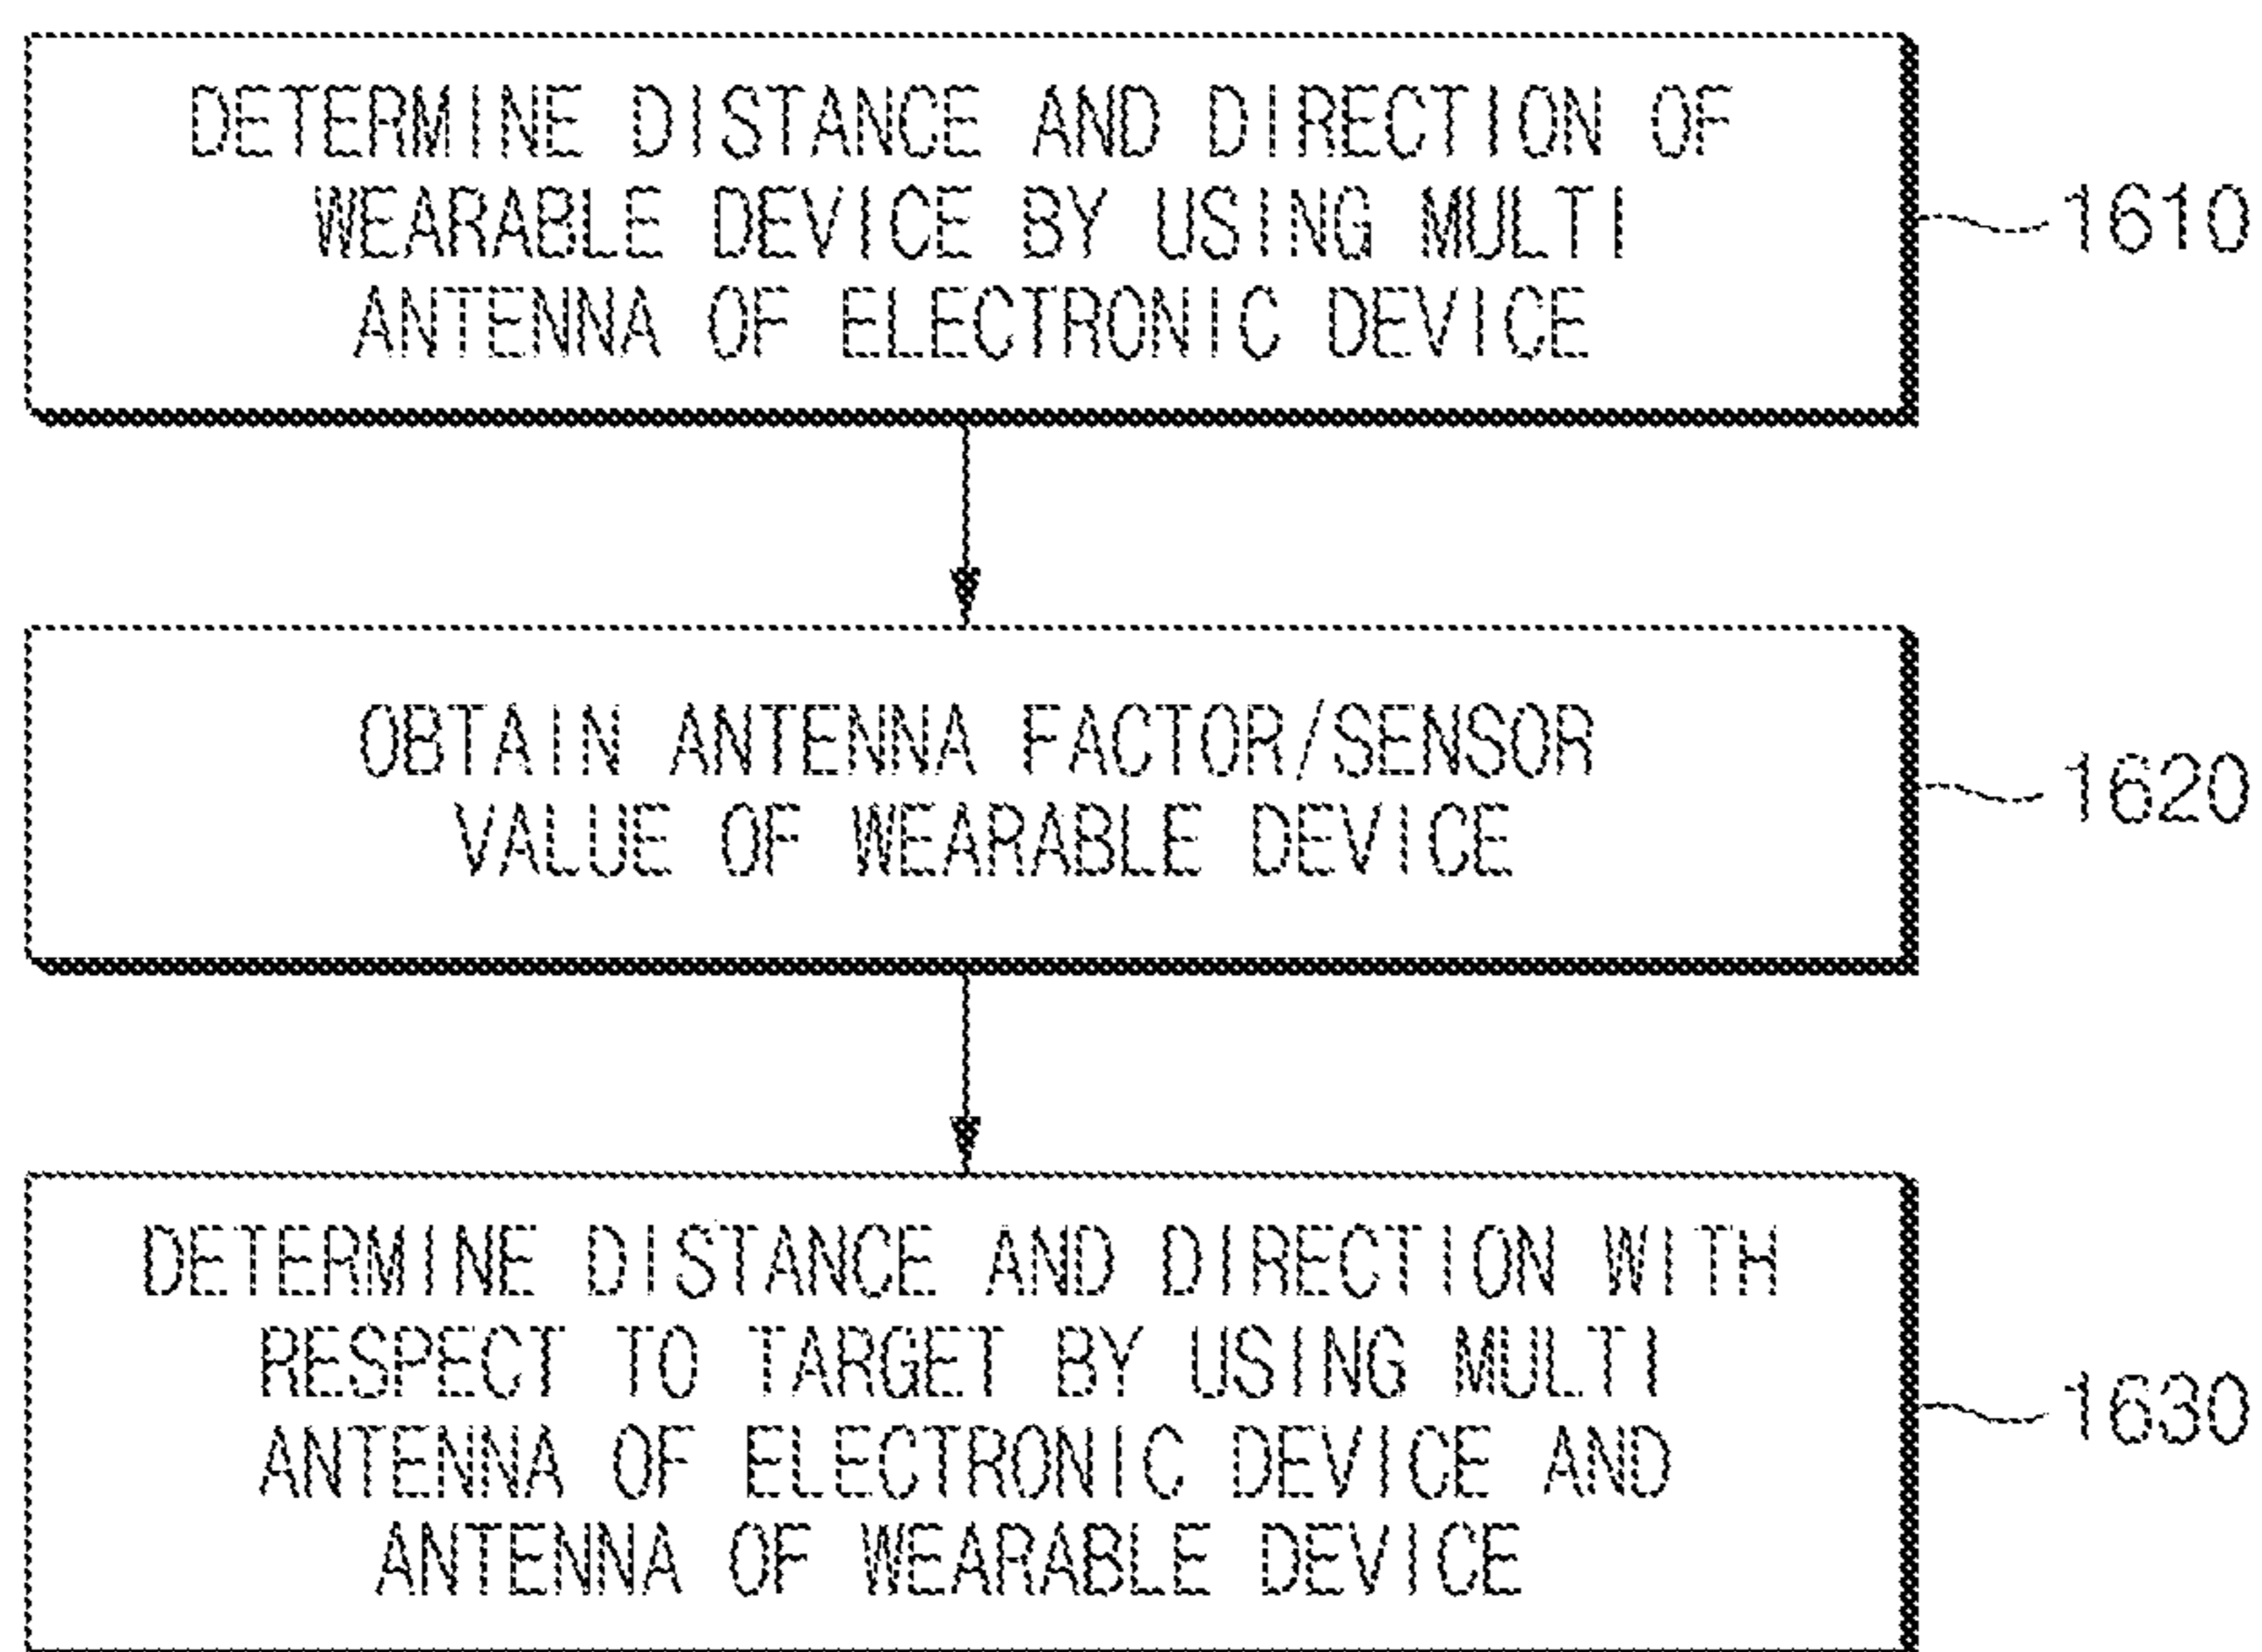 DETERMINE DISTANCE AND DIRECTION OF
WEARABLE DEVICE BY USING MULTI
ANTENNA OF ELECTRONIC DEVICE
1610
OBTAIN ANTENNA FACTOR/SENSOR
VALUE OF WEARABLE DEVICE
1620
DETERMINE DISTANCE AND DIRECTION WITH
RESPECT TO TARGET BY USING MULTI
ANTENNA OF ELECTRONIC DEVICE AND
ANTENNA OF WEARABLE DEVICE
1630